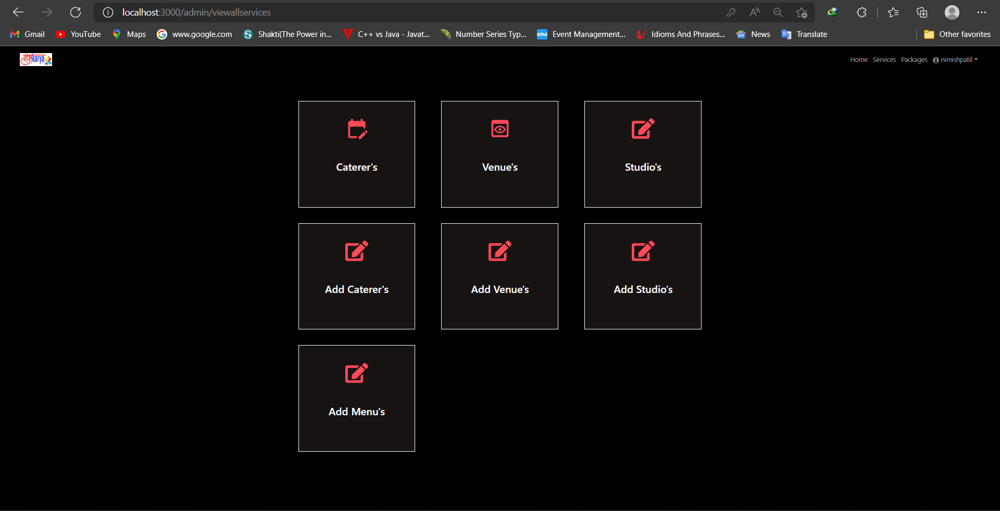 localhost:3000/admin/viewallservices
Gmail YouTube Maps www.google.com Shakti(The Power in... C++ vs Java - Javat... Number Series Typ... Event Management... Idioms And Phrases... News Translate Other favorites
शुभkarya Home Services Packages nimishpatil
Caterer's Venue's Studio's
Add Caterer's Add Venue's Add Studio's
Add Menu's